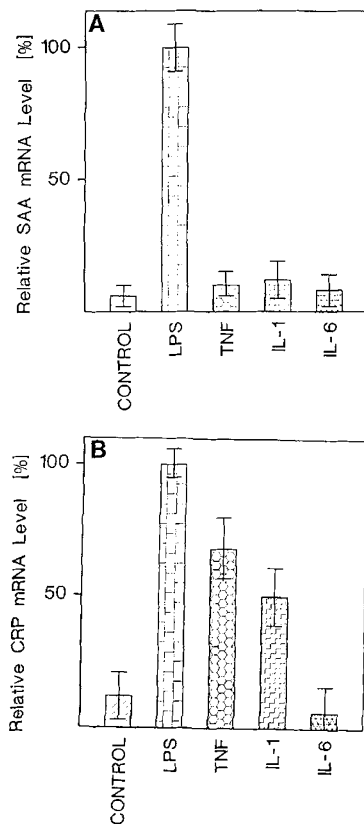 A
Relative SAA mRNA Level [%]
100
50
CONTROL
LPS
TNF
IL-1
IL-6
B
Relative CRP mRNA Level [%]
100
50
CONTROL
LPS
TNF
IL-1
IL-6